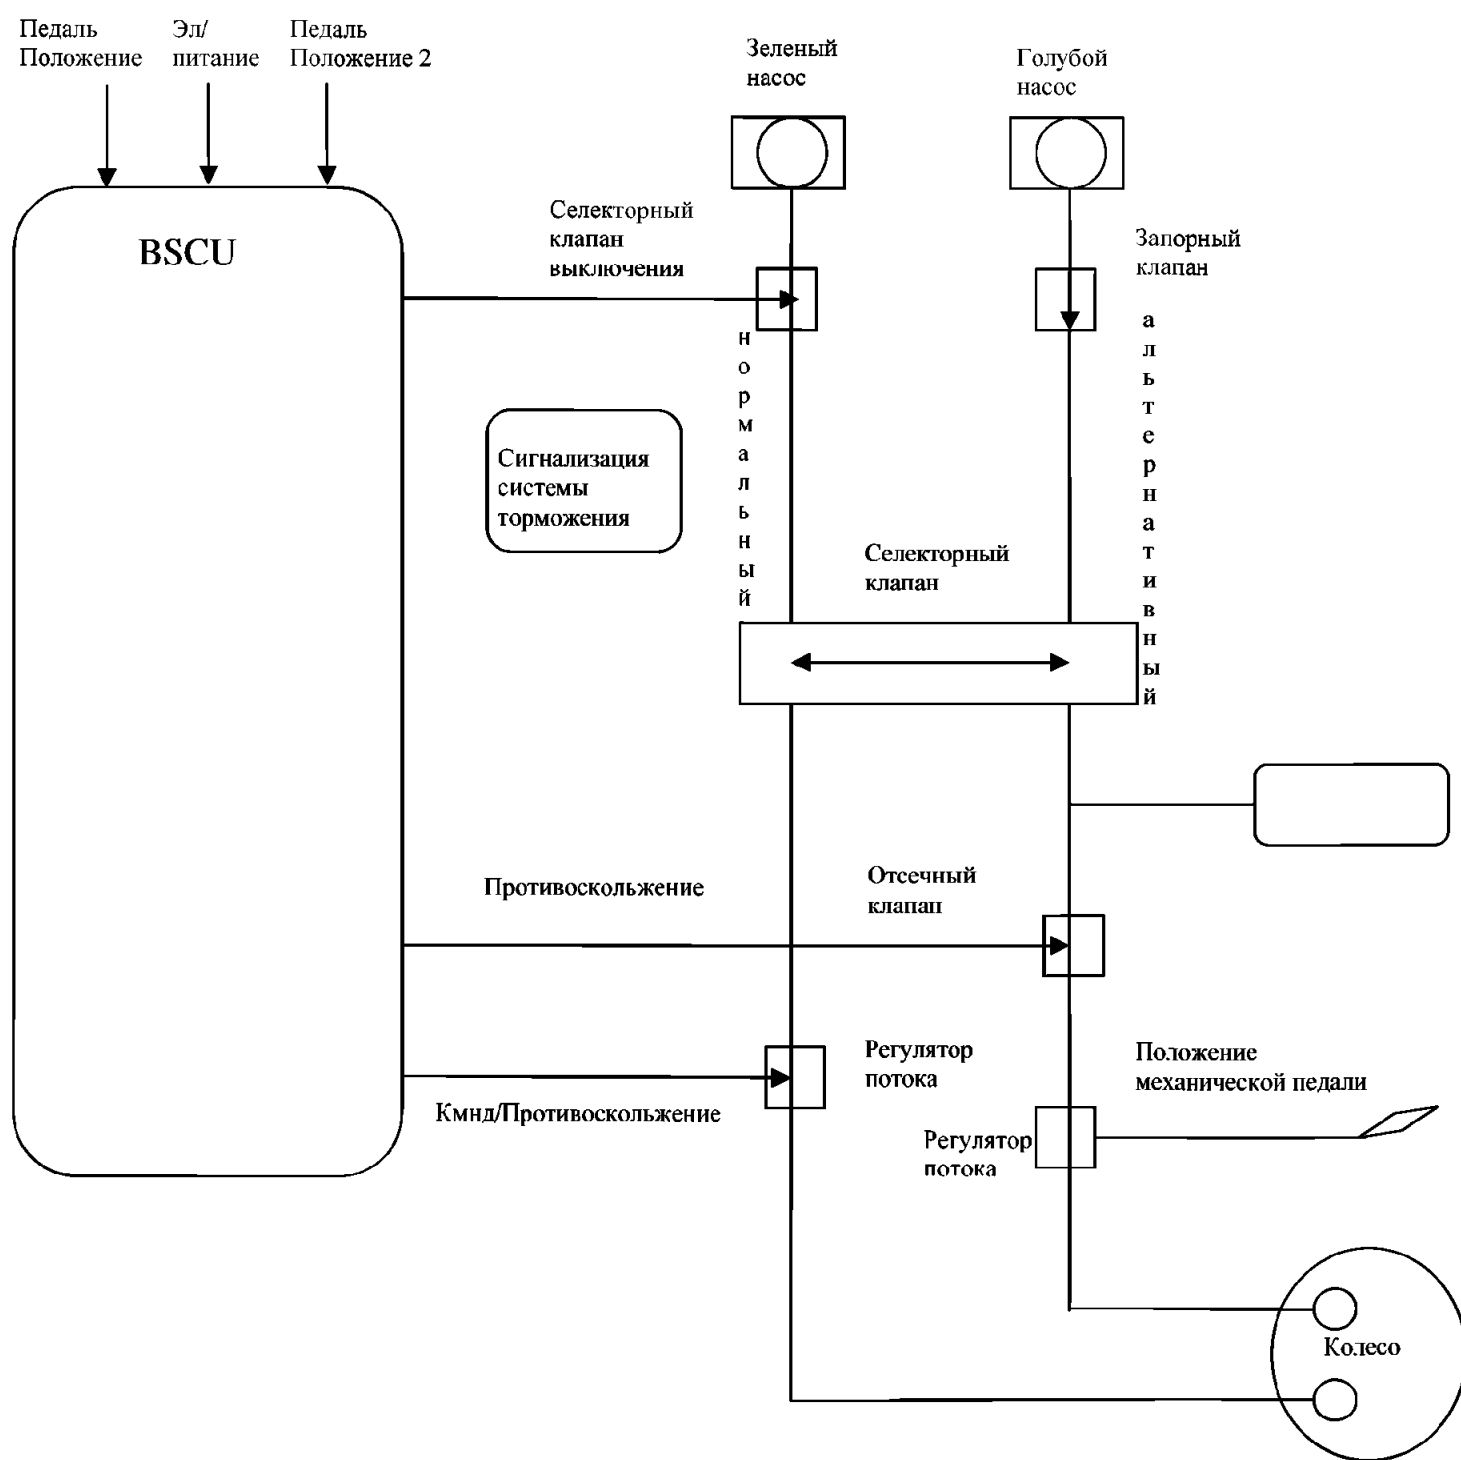 Педаль
Положение
Эл/
питание
Педаль
Положение 2
Зеленый
насос
Голубой
насос
BSCU
Селекторный
клапан
выключения
Запорный
клапан
нормальный
альтернативный
Сигнализация
системы
торможения
Селекторный
клапан
Противоскольжение
Отсечный
клапан
Регулятор
потока
Положение
механической педали
Кмнд/Противоскольжение
Регулятор
потока
Колесо